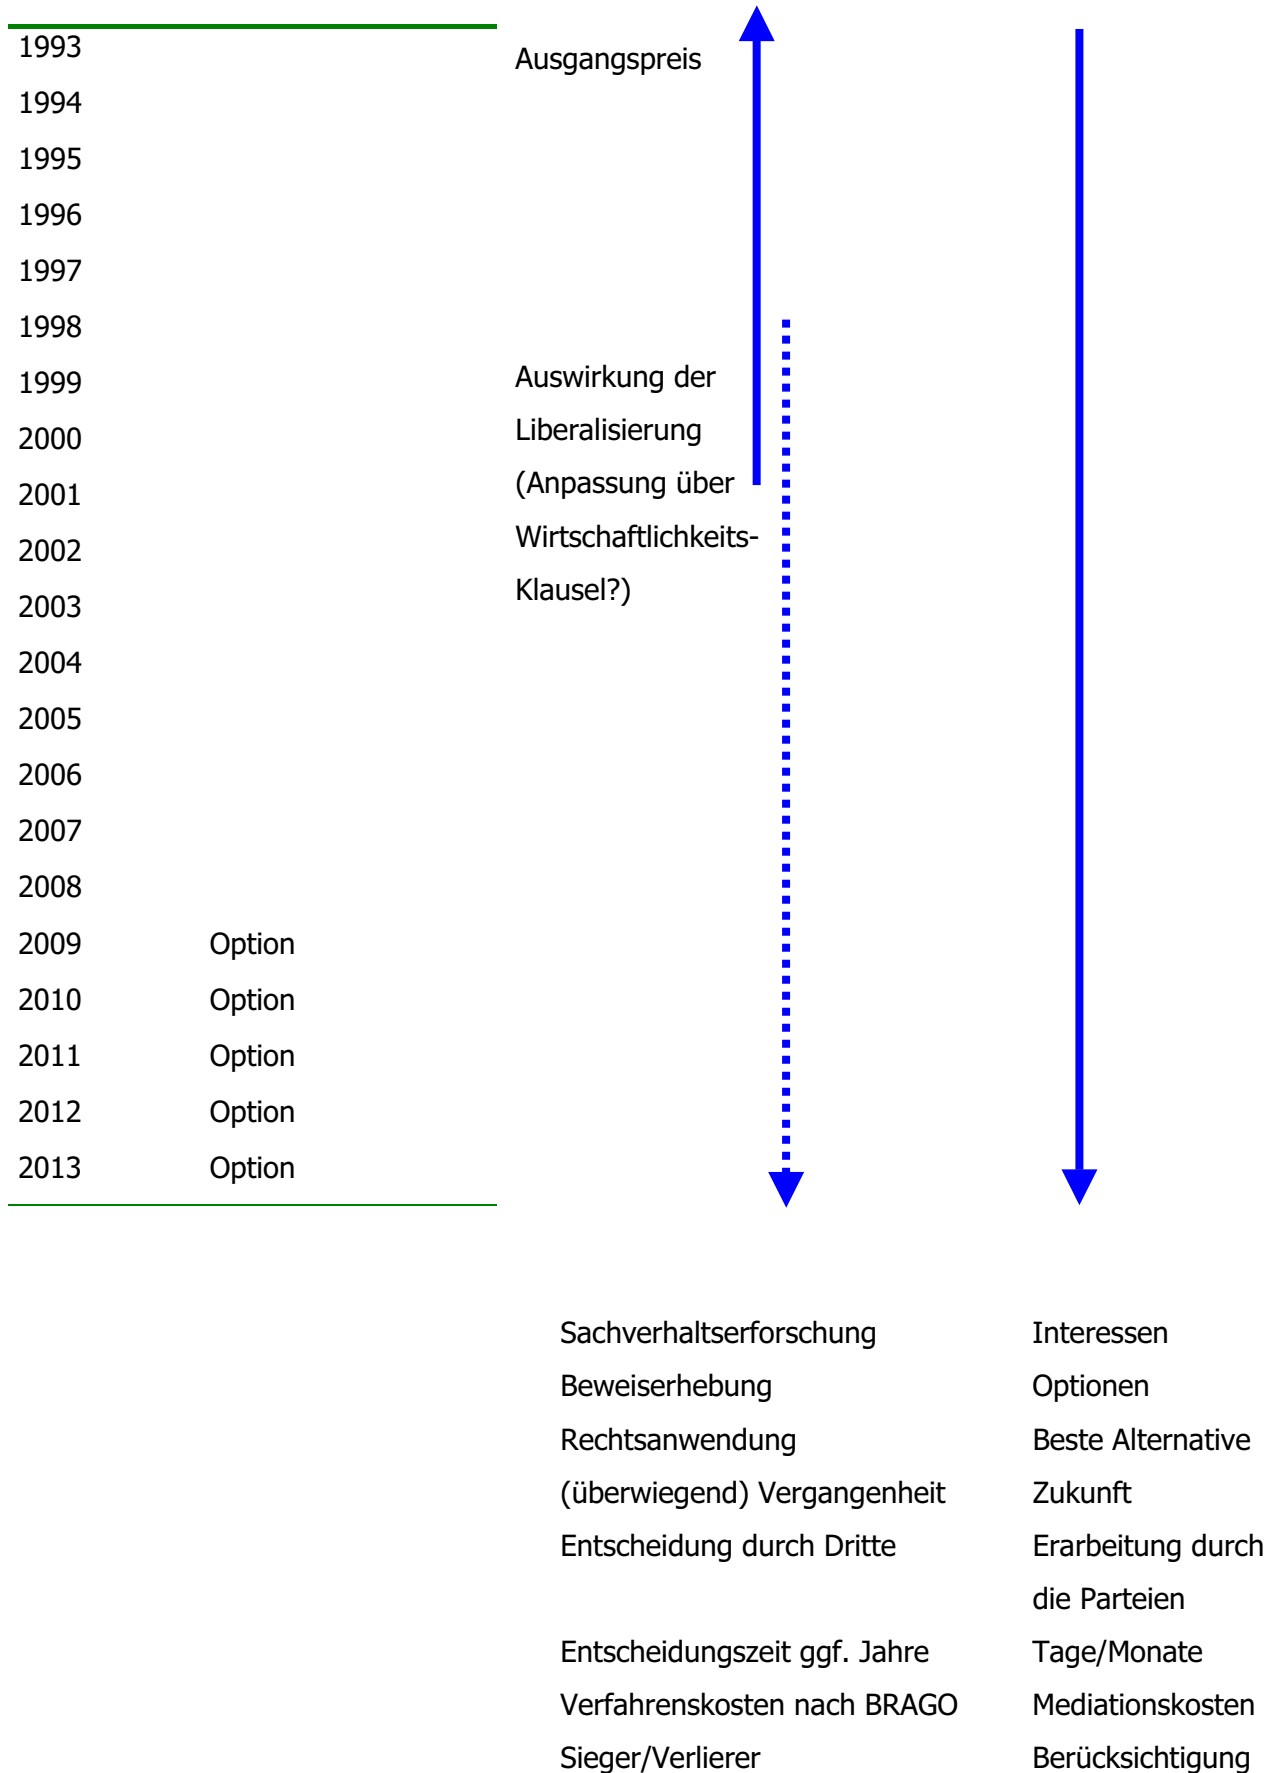 1993
Ausgangspreis
1994
1995
1996
1997
1998
1999
Auswirkung der
2000
Liberalisierung
2001
(Anpassung über
2002
Wirtschaftlichkeits-
2003
Klausel?)
2004
2005
2006
2007
2008
2009 Option
2010 Option
2011 Option
2012 Option
2013 Option
Sachverhaltserforschung Interessen
Beweiserhebung Optionen
Rechtsanwendung Beste Alternative
(überwiegend) Vergangenheit Zukunft
Entscheidung durch Dritte Erarbeitung durch
die Parteien
Entscheidungszeit ggf. Jahre Tage/Monate
Verfahrenskosten nach BRAGO Mediationskosten
Sieger/Verlierer Berücksichtigung